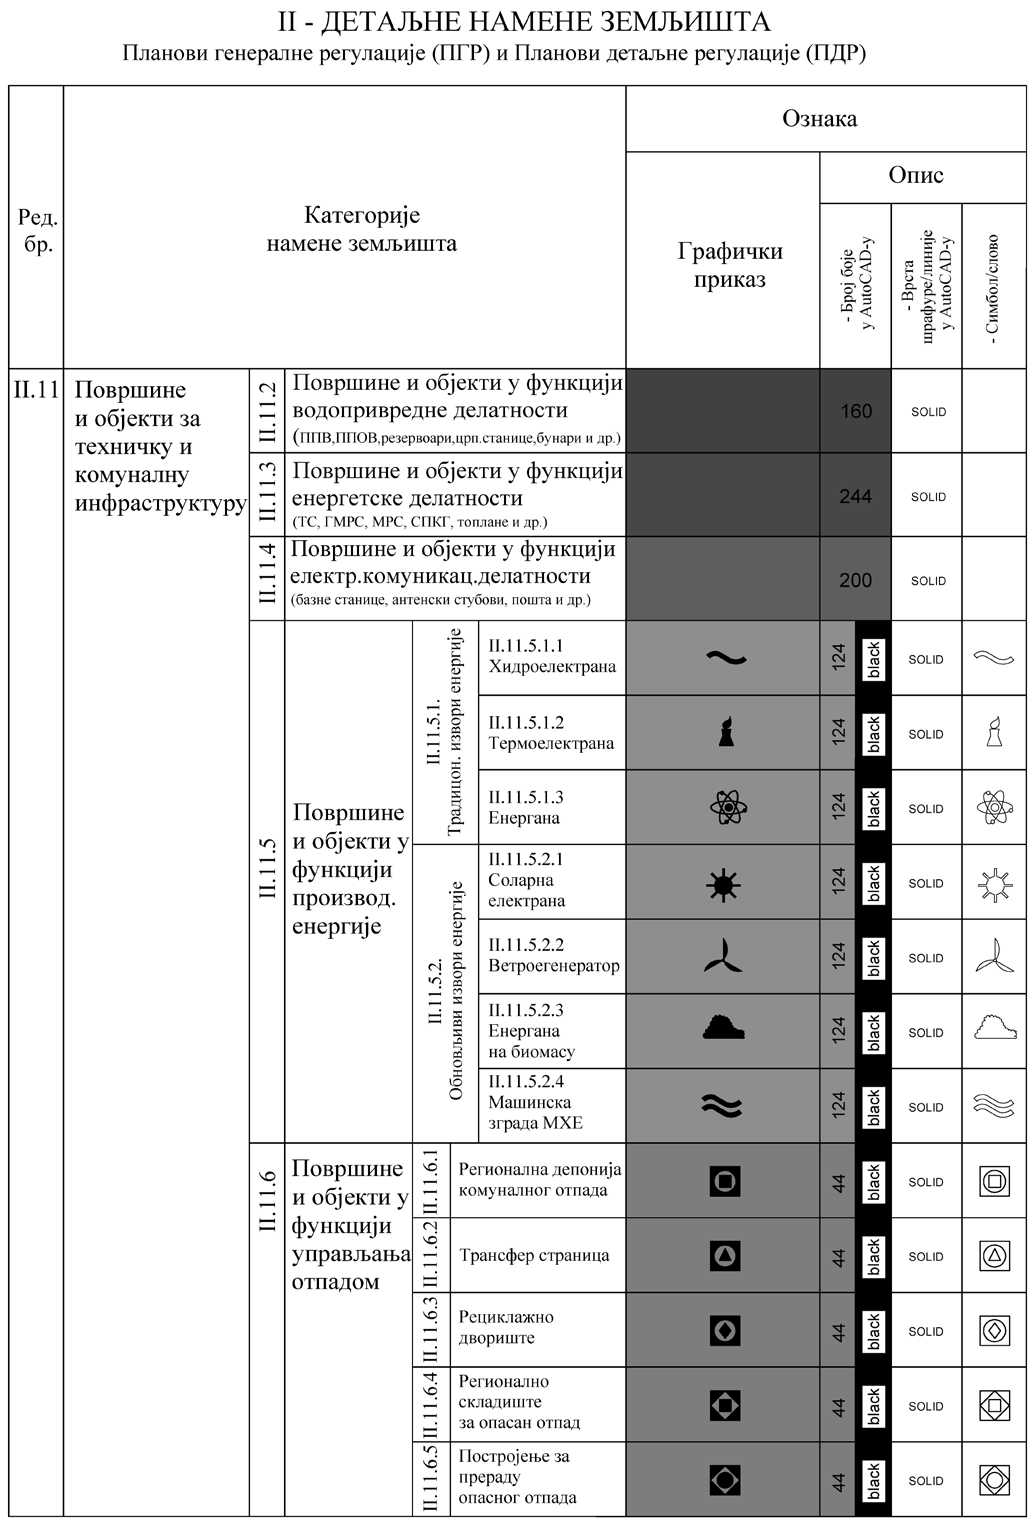 II - ДЕТАЉНЕ НАМЕНЕ ЗЕМЉИШТА
Планови генералне регулације (ПГР) и Планови детаљне регулације (ПДР)
Ред.
бр.
Категорије
намене земљишта
Ознака
Графички
приказ
Опис
- Број боје
у AutoCAD-у
- Врста
шрафуре/линије
у AutoCAD-у
- Симбол/слово
II.11
Површине
и објекти за
техничку и
комуналну
инфраструктуру
II.11.2
Површине и објекти у функцији
водопривредне делатности
(ППВ,ППОВ,резервоари,црп.станице,бунари и др.)
160
SOLID
II.11.3
Површине и објекти у функцији
енергетске делатности
(ТС, ГМРС, МРС, СПКГ, топлане и др.)
244
SOLID
II.11.4
Површине и објекти у функцији
електр.комуникац.делатности
(базне станице, антенски стубови, пошта и др.)
200
SOLID
II.11.5
Површине
и објекти у
функцији
производ.
енергије
II.11.5.1.
Традицон. извори енергије
II.11.5.1.1
Хидроелектрана
124
black
SOLID
II.11.5.1.2
Термоелектрана
124
black
SOLID
II.11.5.1.3
Енергана
124
black
SOLID
II.11.5.2.
Обновљиви извори енергије
II.11.5.2.1
Соларна
електрана
124
black
SOLID
II.11.5.2.2
Ветроегенератор
124
black
SOLID
II.11.5.2.3
Енергана
на биомасу
124
black
SOLID
II.11.5.2.4
Машинска
зграда МХЕ
124
black
SOLID
II.11.6
Површине
и објекти у
функцији
управљања
отпадом
II.11.6.1
Регионална депонија
комуналног отпада
44
black
SOLID
II.11.6.2
Трансфер страница
44
black
SOLID
II.11.6.3
Рециклажно
двориште
44
black
SOLID
II.11.6.4
Регионално
складиште
за опасан отпад
44
black
SOLID
II.11.6.5
Постројење за
прераду
опасног отпада
44
black
SOLID